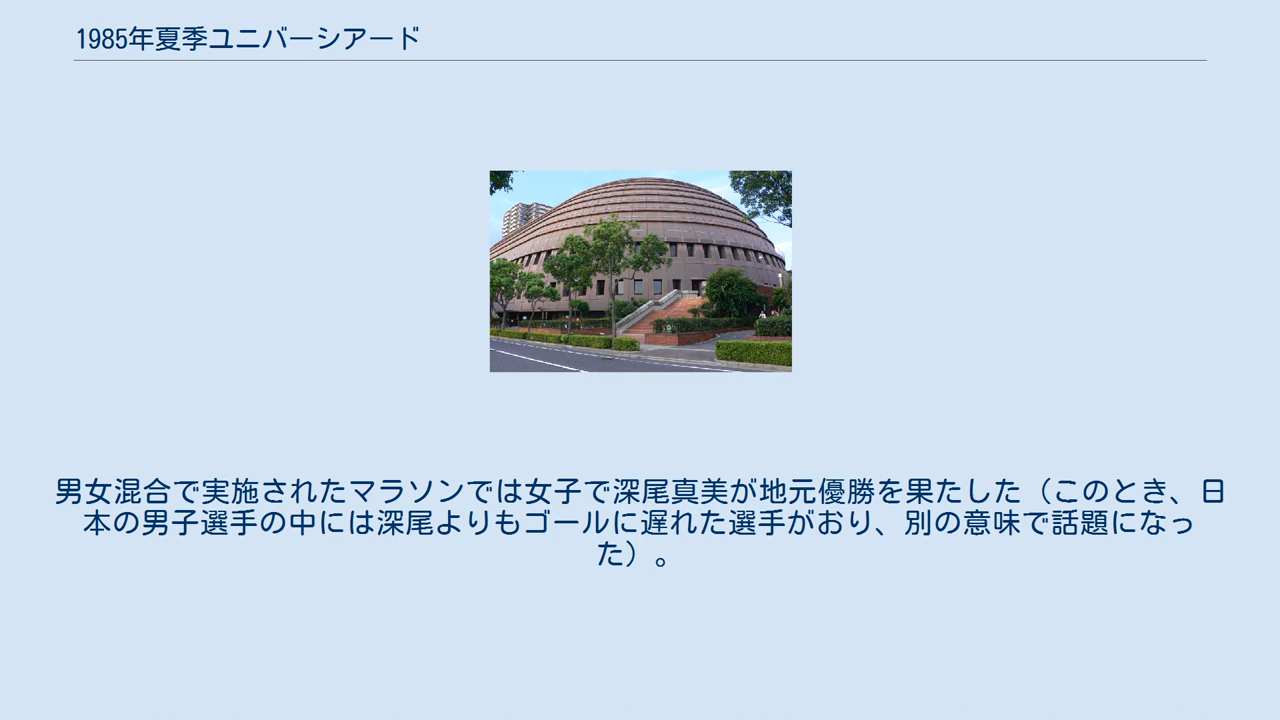 1985年夏季ユニバーシアード
男女混合で実施されたマラソンでは女子で深尾真美が地元優勝を果たした（このとき、日
本の男子選手の中には深尾よりもゴールに遅れた選手がおり、別の意味で話題になっ
た）。